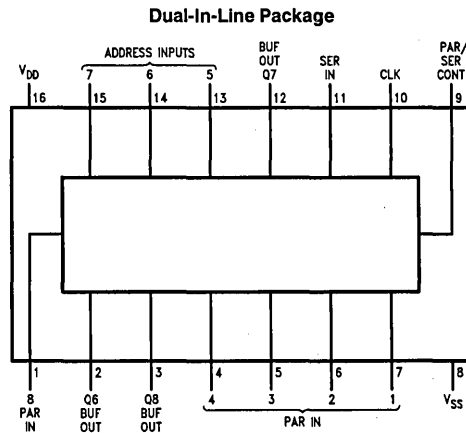 Dual-In-Line Package
ADDRESS INPUTS
BUF
OUT
Q7
SER
IN
PAR/
SER
CONT
VDD
7 6 5
CLK
16 15 14 13 12 11 10 9
1 2 3 4 5 6 7 8
8
PAR
IN
Q6
BUF
OUT
Q8
BUF
OUT
4 3 2 1
PAR IN
VSS